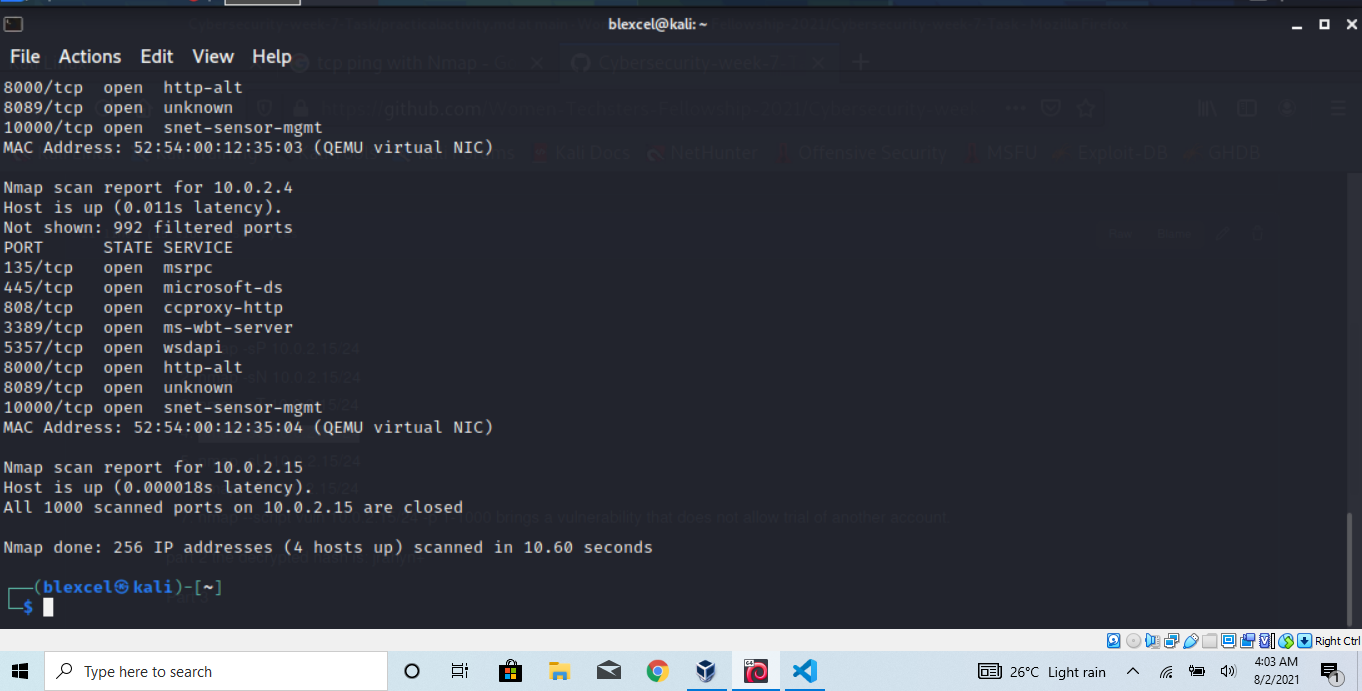 blexcel@kali: ~
File Actions Edit View Help
8000/tcp open http-alt
8089/tcp open unknown
10000/tcp open snet-sensor-mgmt
MAC Address: 52:54:00:12:35:03 (QEMU virtual NIC)
Nmap scan report for 10.0.2.4
Host is up (0.011s latency).
Not shown: 992 filtered ports
PORT STATE SERVICE
135/tcp open msrpc
445/tcp open microsoft-ds
808/tcp open ccproxy-http
3389/tcp open ms-wbt-server
5357/tcp open wsdapi
8000/tcp open http-alt
8089/tcp open unknown
10000/tcp open snet-sensor-mgmt
MAC Address: 52:54:00:12:35:04 (QEMU virtual NIC)
Nmap scan report for 10.0.2.15
Host is up (0.000018s latency).
All 1000 scanned ports on 10.0.2.15 are closed
Nmap done: 256 IP addresses (4 hosts up) scanned in 10.60 seconds
(blexcel㉿kali)-[~]
$
Right Ctrl
Type here to search
26°C Light rain
4:03 AM
8/2/2021
1